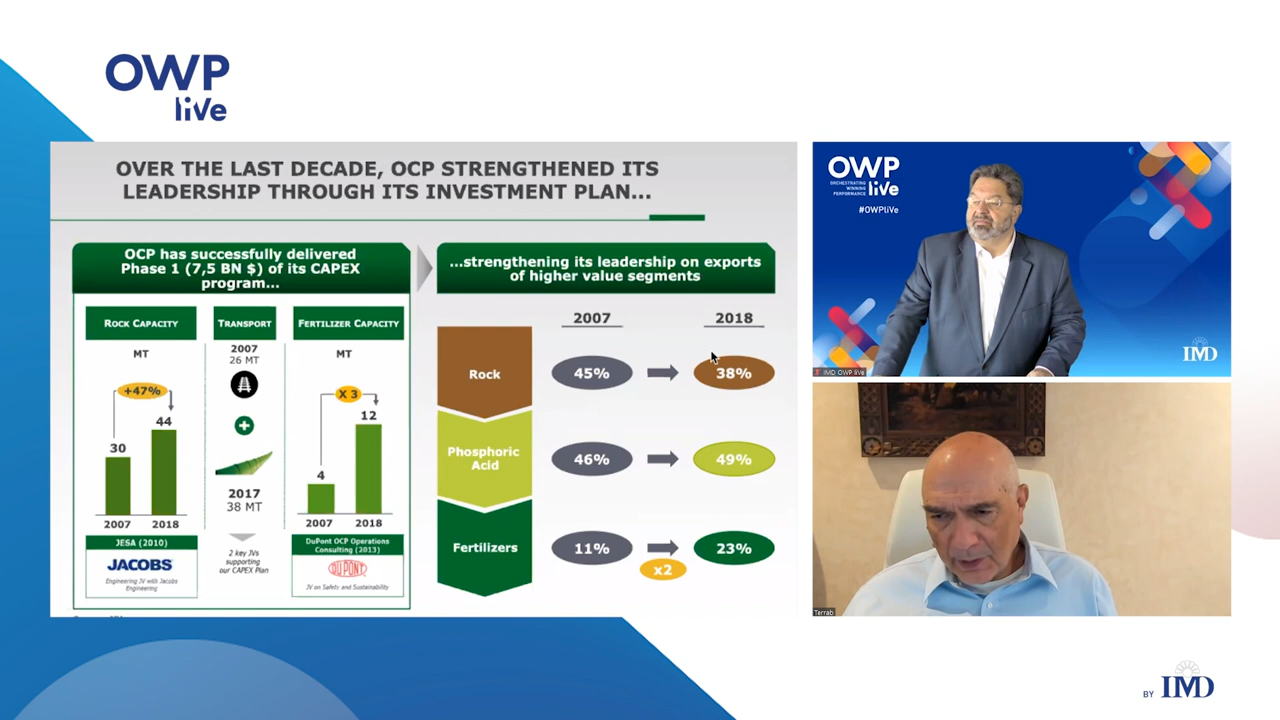 OWP
liVe
OVER THE LAST DECADE, OCP STRENGTHENED ITS
LEADERSHIP THROUGH ITS INVESTMENT PLAN...
OCP has successfully delivered
Phase 1 (7,5 BN $) of its CAPEX
program...
...strengthening its leadership on exports
of higher value segments
ROCK CAPACITY
MT
+47%
30
44
2007 2018
JESA (2010)
JACOBS
Engineering JV with Jacobs
Engineering
TRANSPORT
2007
26 MT
2017
38 MT
2 key JVs
supporting
our CAPEX Plan
FERTILIZER CAPACITY
MT
X 3
4
12
2007 2018
DuPont OCP Operations
Consulting (2013)
DUPONT
JV on Safety and Sustainability
2007 2018
Rock 45% 38%
Phosphoric
Acid
46% 49%
Fertilizers 11% 23%
x2
OWP
ORCHESTRATING
WINNING
PERFORMANCE
liVe
#OWPliVe
IMD
IMD OWP liVe
Terrab
BY IMD